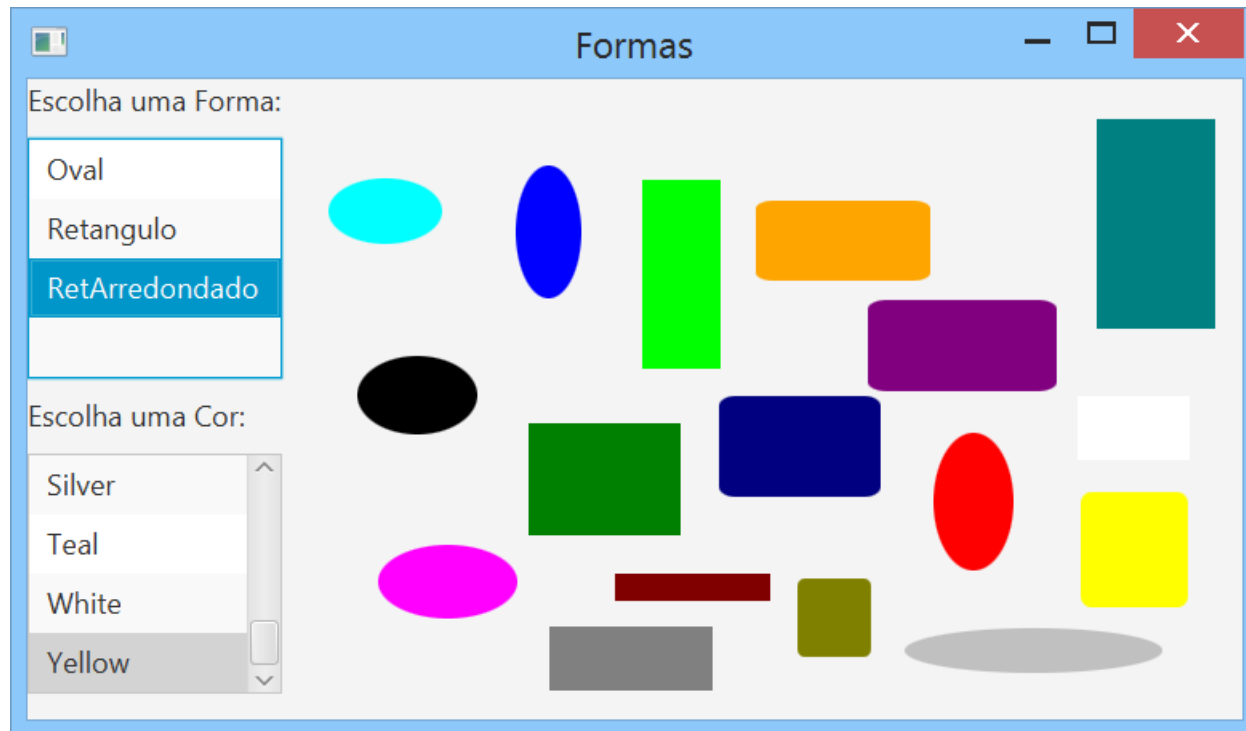 Formas
Escolha uma Forma:
Oval
Retangulo
RetArredondado
Escolha uma Cor:
Silver
Teal
White
Yellow